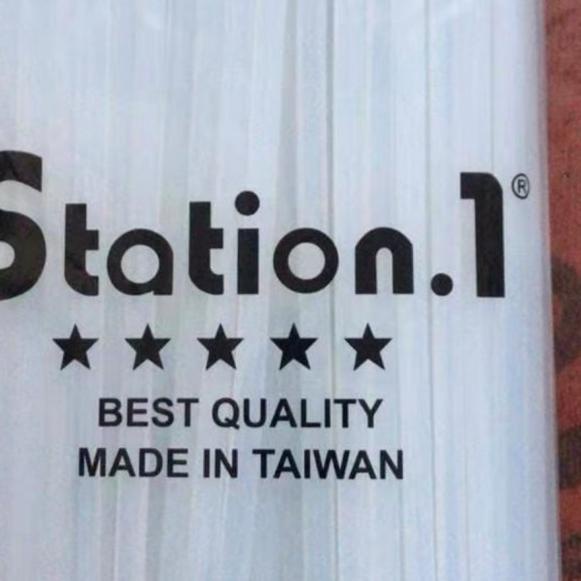 Station.1®
★★★★★
BEST QUALITY
MADE IN TAIWAN